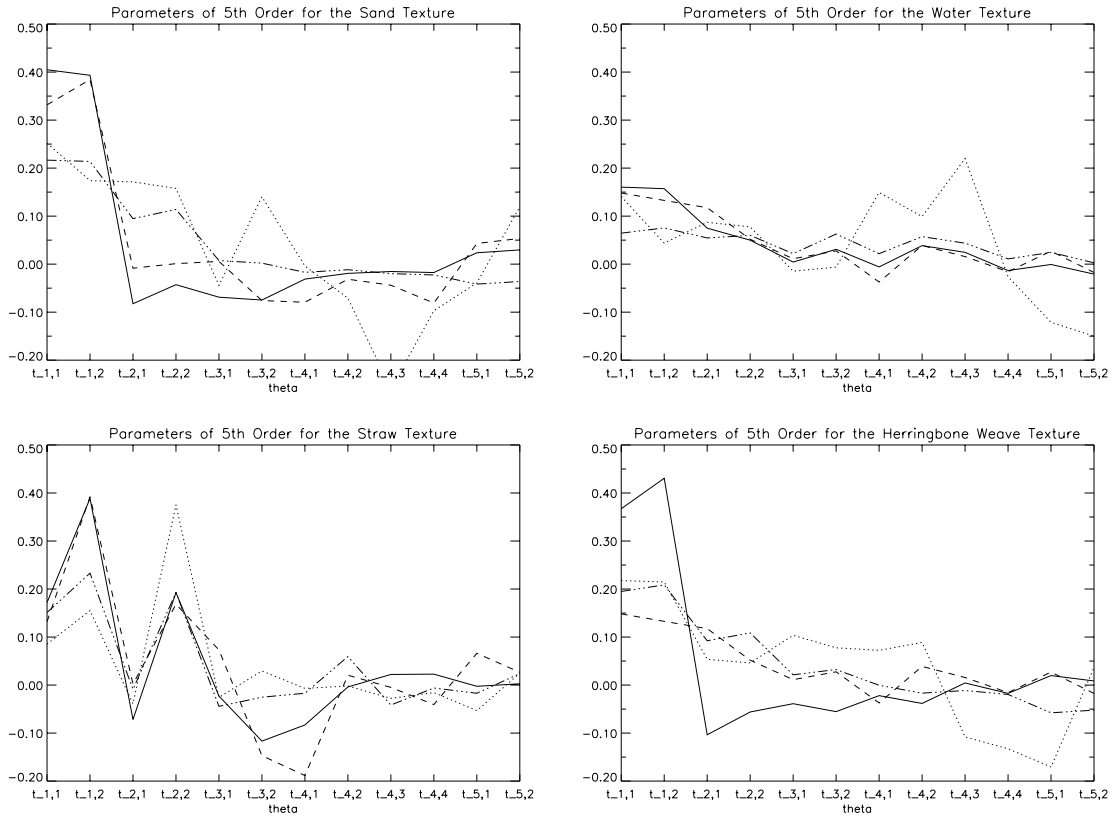 Parameters of 5th Order for the Sand Texture
0.50
0.40
0.30
0.20
0.10
0.00
-0.10
-0.20
t_1,1 t_1,2 t_2,1 t_2,2 t_3,1 t_3,2 t_4,1 t_4,2 t_4,3 t_4,4 t_5,1 t_5,2
theta
Parameters of 5th Order for the Water Texture
0.50
0.40
0.30
0.20
0.10
0.00
-0.10
-0.20
t_1,1 t_1,2 t_2,1 t_2,2 t_3,1 t_3,2 t_4,1 t_4,2 t_4,3 t_4,4 t_5,1 t_5,2
theta
Parameters of 5th Order for the Straw Texture
0.50
0.40
0.30
0.20
0.10
0.00
-0.10
-0.20
t_1,1 t_1,2 t_2,1 t_2,2 t_3,1 t_3,2 t_4,1 t_4,2 t_4,3 t_4,4 t_5,1 t_5,2
theta
Parameters of 5th Order for the Herringbone Weave Texture
0.50
0.40
0.30
0.20
0.10
0.00
-0.10
-0.20
t_1,1 t_1,2 t_2,1 t_2,2 t_3,1 t_3,2 t_4,1 t_4,2 t_4,3 t_4,4 t_5,1 t_5,2
theta